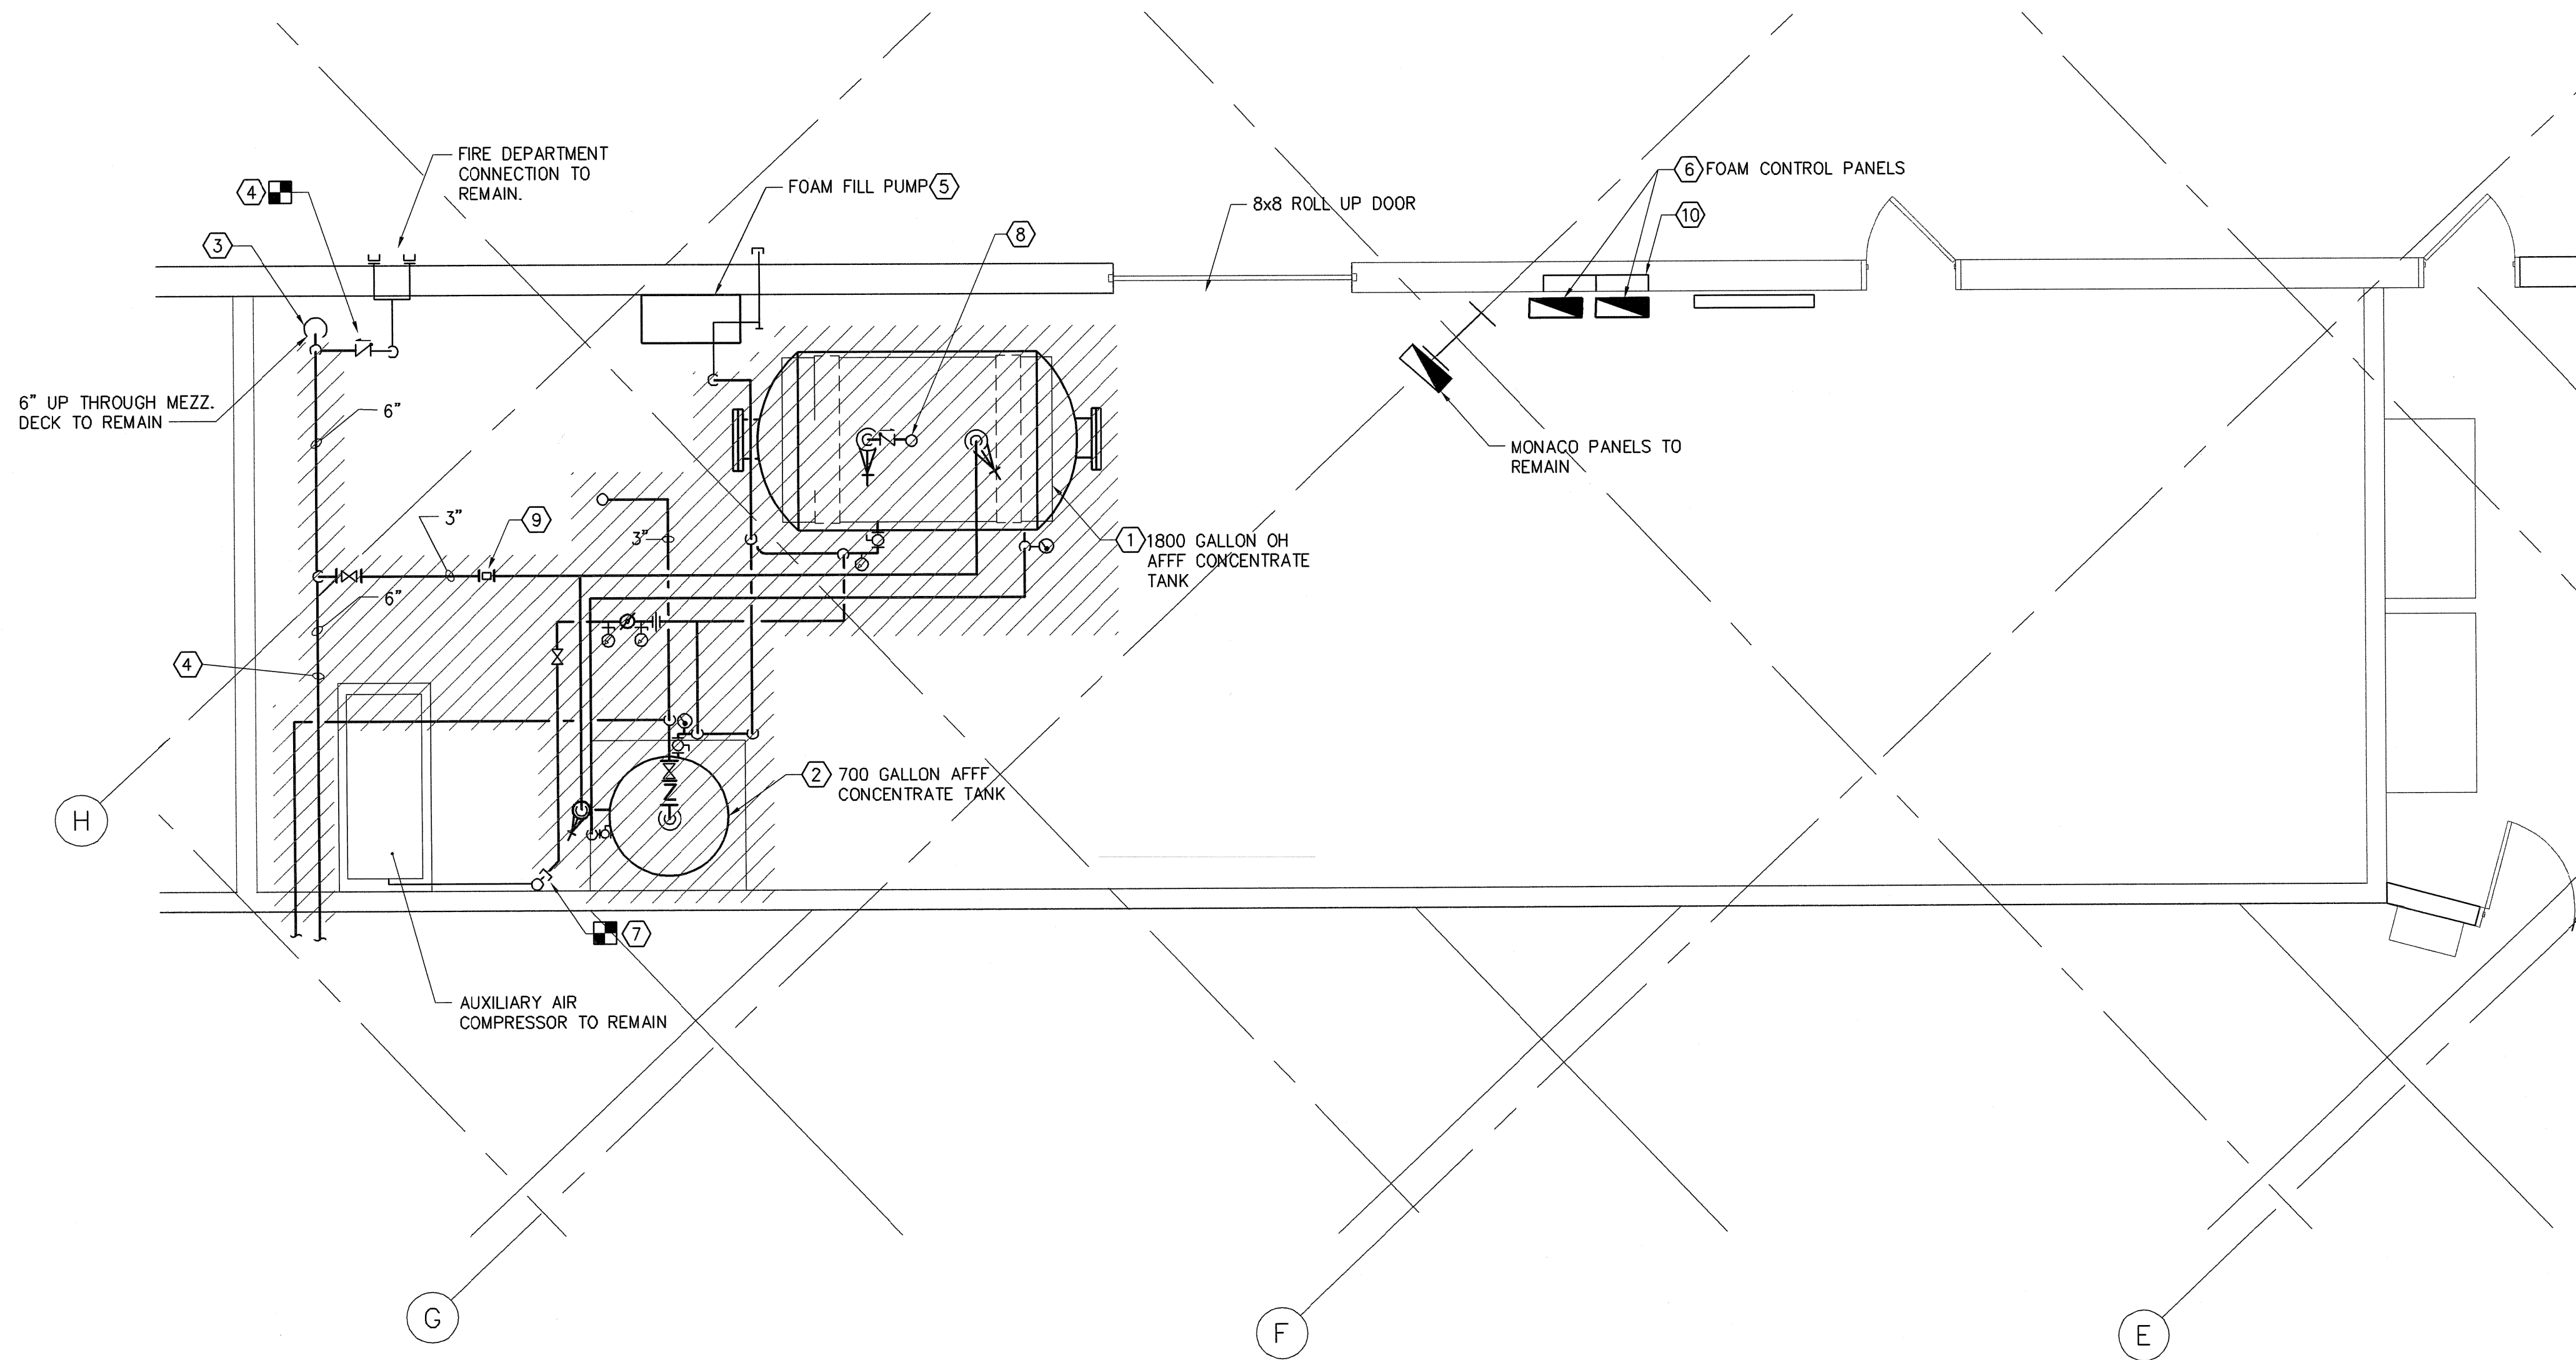 FIRE DEPARTMENT
CONNECTION TO
REMAIN.
4
3
FOAM FILL PUMP 5
8
8x8 ROLL UP DOOR
6 FOAM CONTROL PANELS
10
6" UP THROUGH MEZZ.
DECK TO REMAIN
6"
MONACO PANELS TO
REMAIN
3"
9
3"
1 1800 GALLON OH
AFFF CONCENTRATE
TANK
6"
4
2 700 GALLON AFFF
CONCENTRATE TANK
H
7
AUXILIARY AIR
COMPRESSOR TO REMAIN
G
F
E